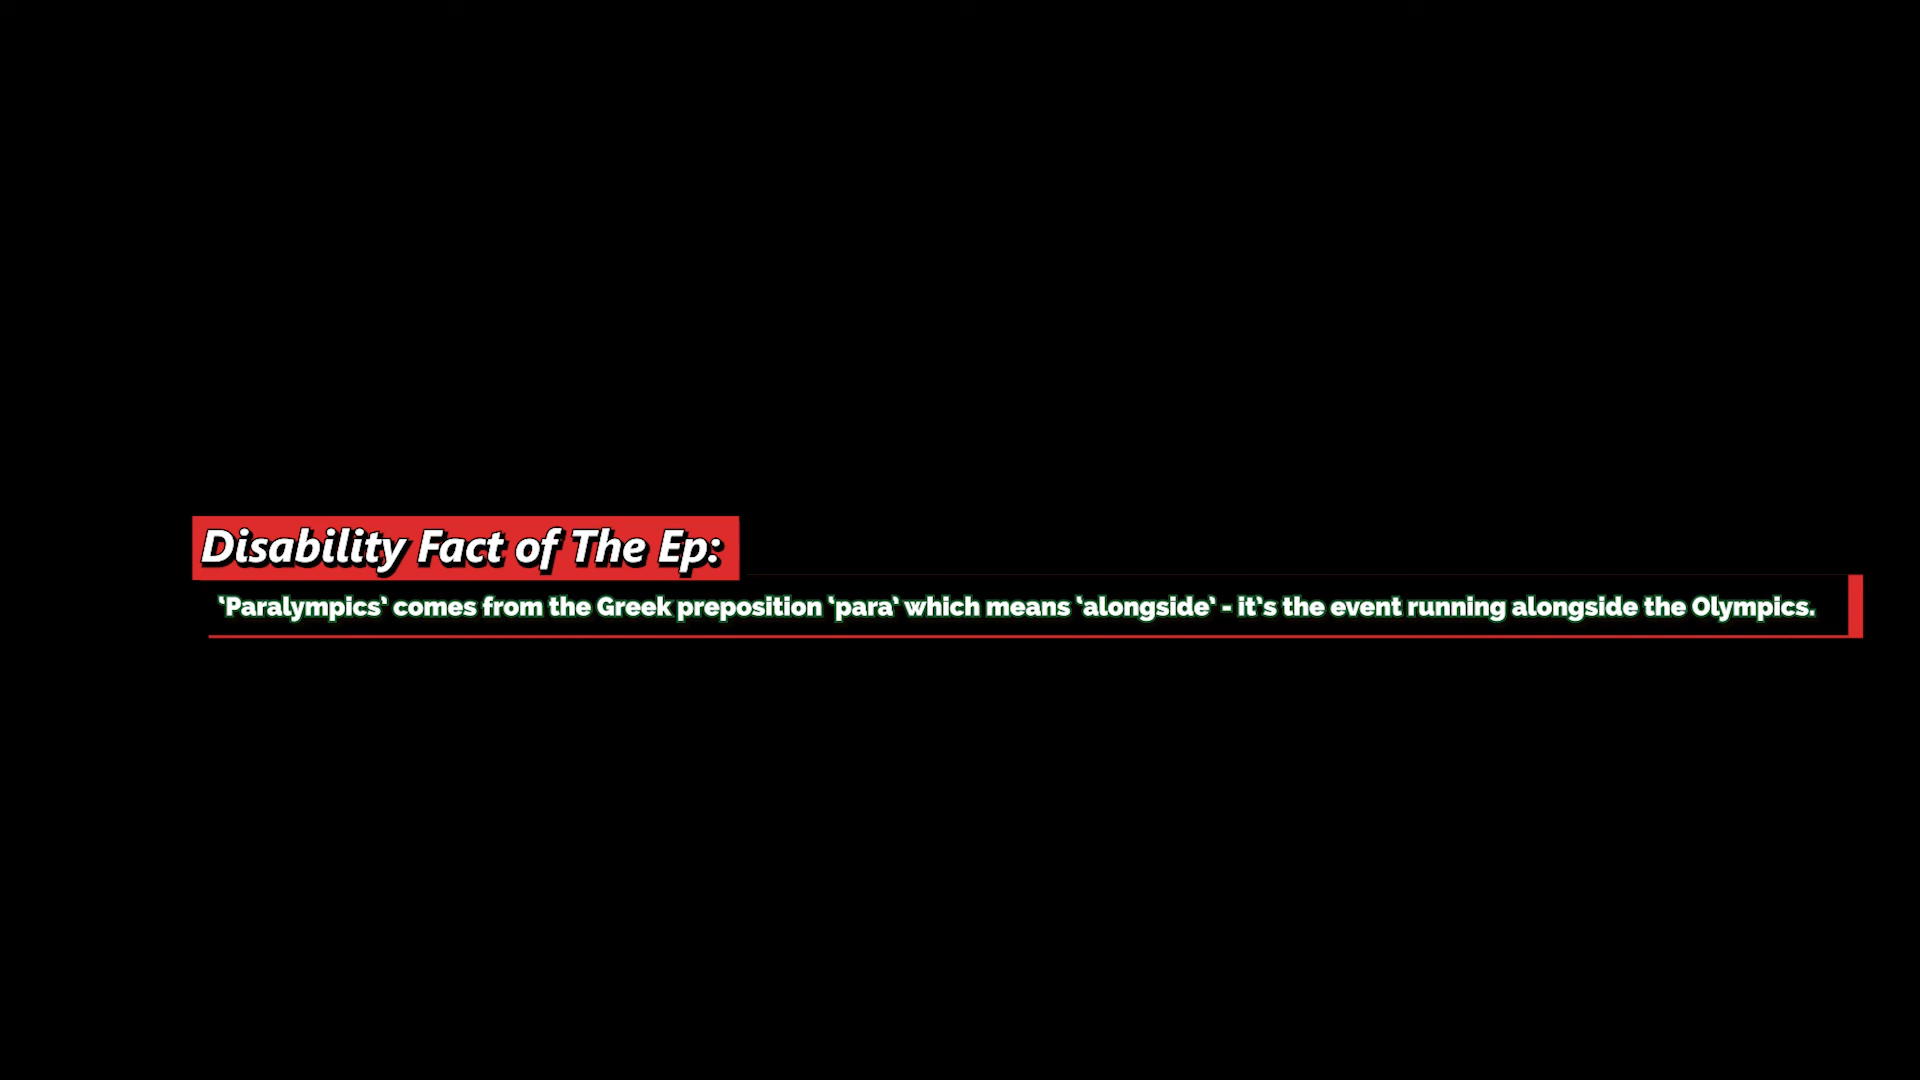 Disability Fact of The Ep:
‘Paralympics’ comes from the Greek preposition ‘para’ which means ‘alongside’ - it’s the event running alongside the Olympics.